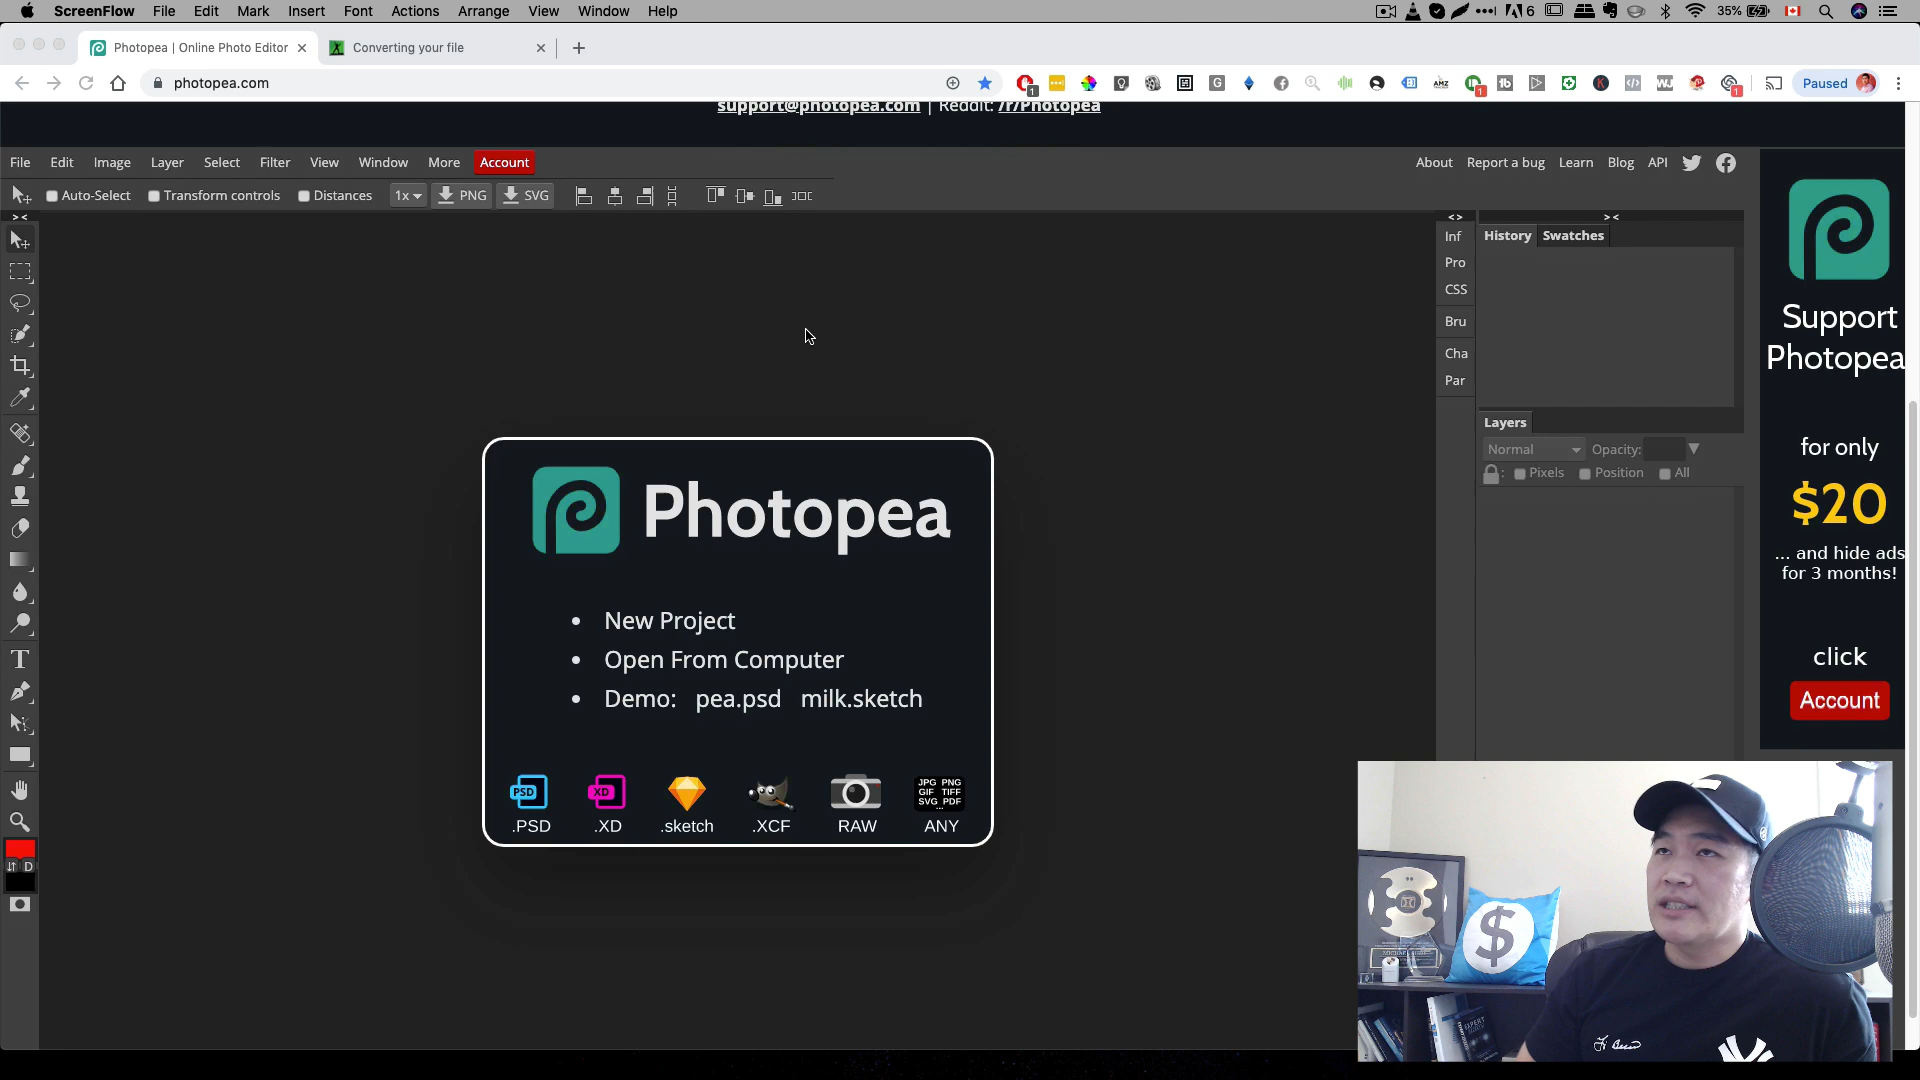 ScreenFlow File Edit Mark Insert Font Actions Arrange View Window Help
6 35%
Photopea | Online Photo Editor
Converting your file
photopea.com
Paused
support@photopea.com | Reddit: /r/Photopea
File Edit Image Layer Select Filter View Window More Account
About Report a bug Learn Blog API
Auto-Select Transform controls Distances 1x PNG SVG
Inf
Pro
CSS
Bru
Cha
Par
History Swatches
Layers
Normal Opacity:
Pixels Position All
Support
Photopea
for only
$20
... and hide ads
for 3 months!
click
Account
Photopea
New Project
Open From Computer
Demo: pea.psd milk.sketch
PSD
XD
JPG PNG
GIF TIFF
SVG PDF
.PSD .XD .sketch .XCF RAW ANY
D
$
EXPERT